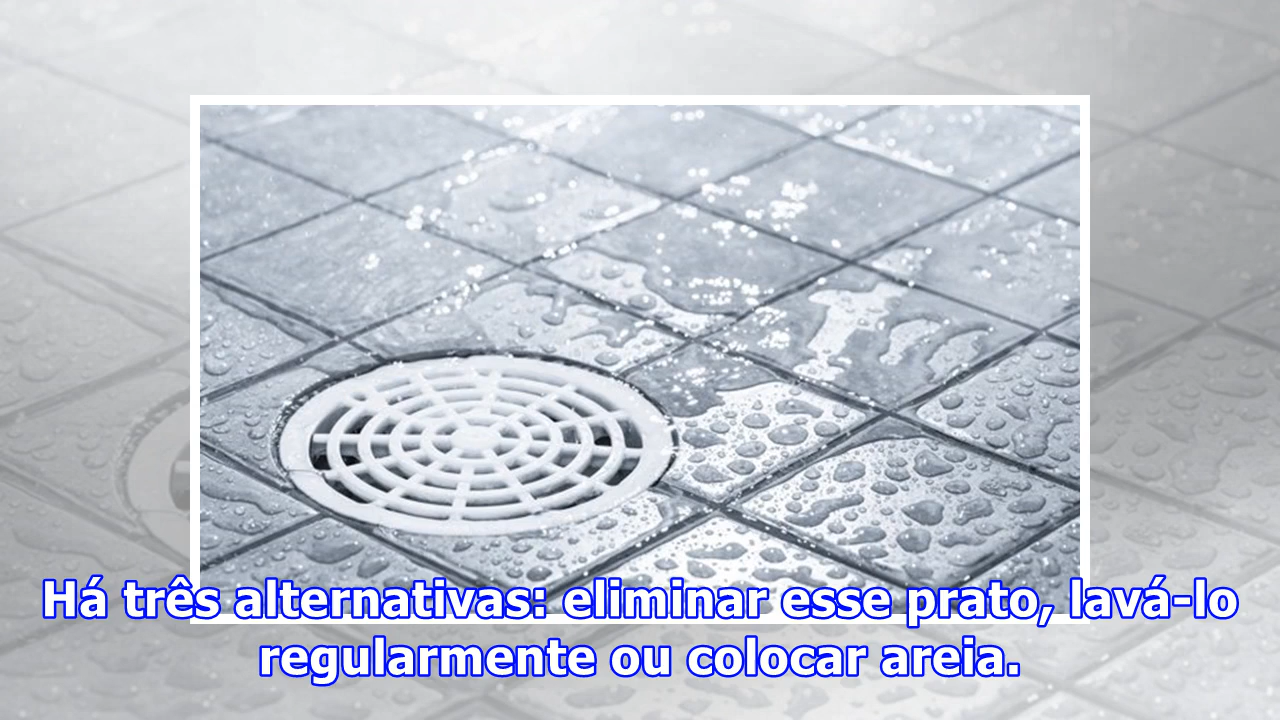 Há três alternativas: eliminar esse prato, lavá-lo
regularmente ou colocar areia.